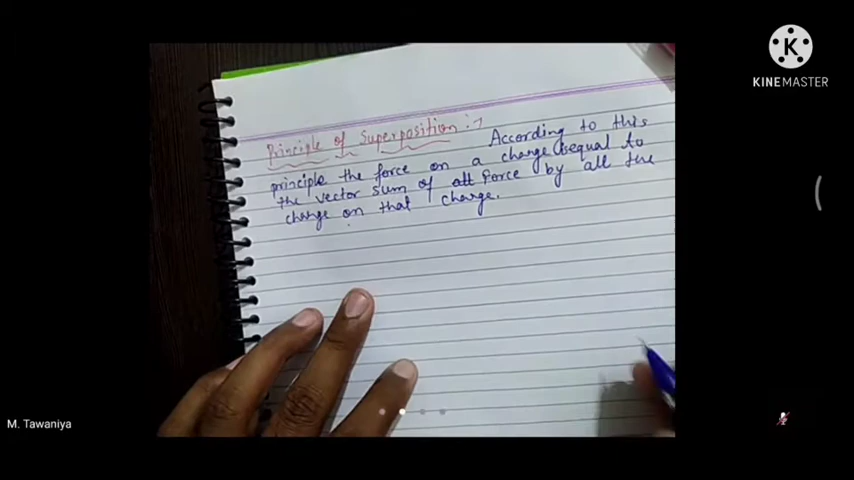 K
KINEMASTER
Principle of Superposition :-
According to this
principle the force on a charge is equal to
the vector sum of all force by all the
charge on that charge.
M. Tawaniya